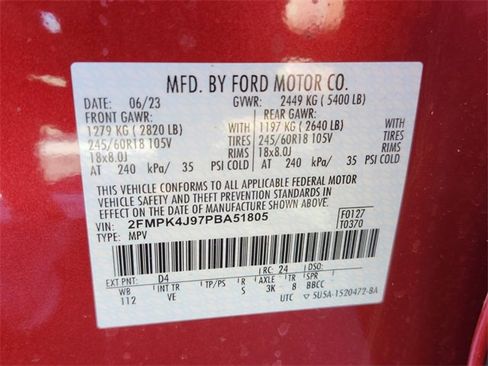 MFD. BY FORD MOTOR CO.
DATE: 06/23 GVWR: 2449 KG ( 5400 LB)
FRONT GAWR: REAR GAWR:
1279 KG ( 2820 LB) WITH 1197 KG ( 2640 LB) WITH
245/60R18 105V TIRES 245/60R18 105V TIRES
18x8.0J RIMS 18x8.0J RIMS
AT 240 kPa/ 35 PSI COLD AT 240 kPa/ 35 PSI COLD
THIS VEHICLE CONFORMS TO ALL APPLICABLE FEDERAL MOTOR
VEHICLE SAFETY AND THEFT PREVENTION STANDARDS IN
EFFECT ON THE DATE OF MANUFACTURE SHOWN ABOVE.
VIN: 2FMPK4J97PBA51805 F0127
TYPE: MPV T0370
EXT PNT: D4 RC: 24 DSO:
WB INT TR TP/PS R AXLE TR SPR
112 VE S 3K 8 BBCC
UTC 5U5A-1520472-BA